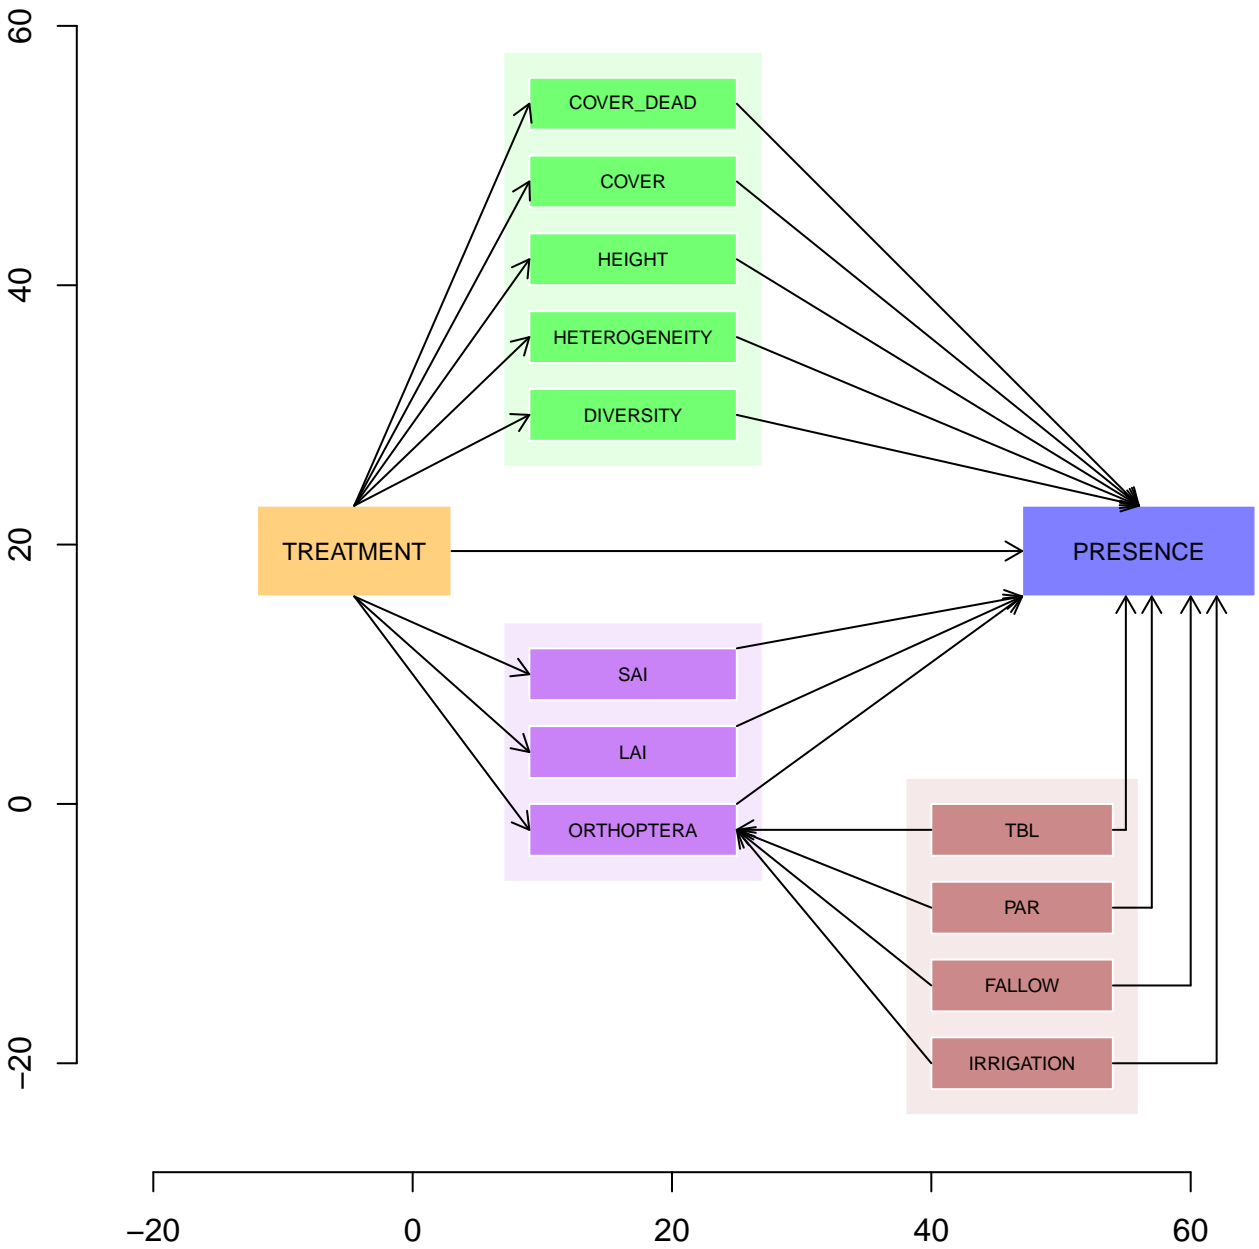 60
40
20
0
−20
COVER_DEAD
COVER
HEIGHT
HETEROGENEITY
DIVERSITY
TREATMENT
PRESENCE
SAI
LAI
ORTHOPTERA
TBL
PAR
FALLOW
IRRIGATION
−20
0
20
40
60